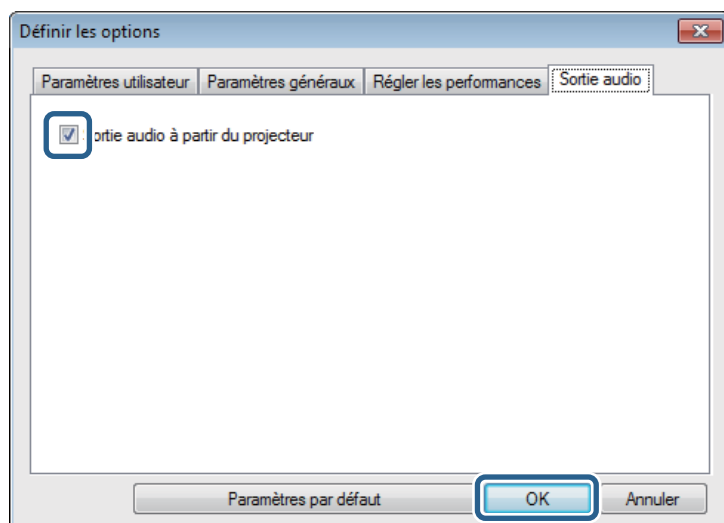 Définir les options
Paramètres utilisateur Paramètres généraux Régler les performances Sortie audio
ortie audio à partir du projecteur
Paramètres par défaut OK Annuler